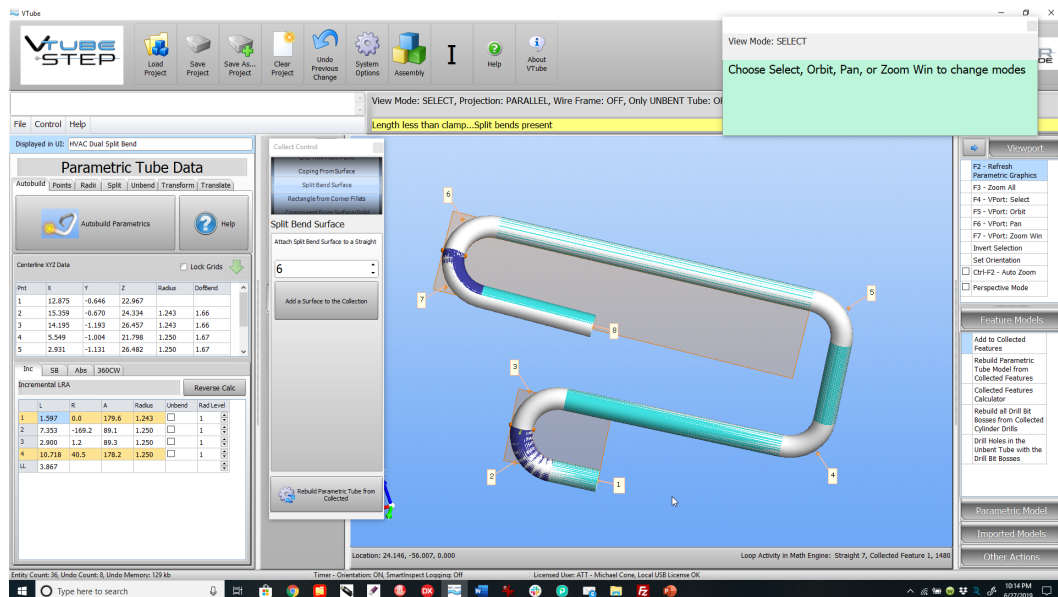 VTube
VTUBE
-STEP
Load
Project
Save
Project
Save As...
Project
Clear
Project
Undo
Previous
Change
System
Options
Assembly
Help
About
VTube
View Mode: SELECT
Choose Select, Orbit, Pan, or Zoom Win to change modes
View Mode: SELECT, Projection: PARALLEL, Wire Frame: OFF, Only UNBENT Tube:
Length less than clamp...Split bends present
File Control Help
Displayed in UI: HVAC Dual Split Bend
Parametric Tube Data
Autobuild Points Radii Split Unbend Transform Translate
Autobuild Parametrics
Help
Centerline XYZ Data
Lock Grids
Pnt X Y Z Radius DofBend
1 12.875 -0.646 22.967
2 15.359 -0.670 24.334 1.243 1.66
3 14.195 -1.193 26.457 1.243 1.66
4 5.549 -1.004 21.798 1.250 1.67
5 2.931 -1.131 26.482 1.250 1.67
Inc SB Abs 360CW
Incremental LRA
Reverse Calc
L R A Radius Unbend Rad Level
1 1.597 0.0 179.6 1.243 1
2 7.353 -169.2 89.1 1.250 1
3 2.900 1.2 89.3 1.250 1
4 10.718 40.5 178.2 1.250 1
LL 3.867
Collect Control
Coping From Surface
Split Bend Surface
Rectangle from Corner Fillets
Split Bend Surface
Attach Split Bend Surface to a Straight
6
Add a Surface to the Collection
Rebuild Parametric Tube from
Collected
6
7
8
5
3
2
1
4
Viewport
F2 - Refresh
Parametric Graphics
F3 - Zoom All
F4 - VPort: Select
F5 - VPort: Orbit
F6 - VPort: Pan
F7 - VPort: Zoom Win
Invert Selection
Set Orientation
Ctrl-F2 - Auto Zoom
Perspective Mode
Feature Models
Add to Collected
Features
Rebuild Parametric
Tube Model from
Collected Features
Collected Features
Calculator
Rebuild all Drill Bit
Bosses from Collected
Cylinder Drills
Drill Holes in the
Unbent Tube with the
Drill Bit Bosses
Parametric Model
Imported Models
Other Actions
Location: 24.146, -56.007, 0.000
Loop Activity in Math Engine: Straight 7, Collected Feature 1, 1480
Entity Count: 36, Undo Count: 8, Undo Memory: 129 kb
Timer - Orientation: ON, SmartInspect Logging: Off
Licensed User: ATT - Michael Cone, Local USB License OK
Type here to search
10:14 PM
6/27/2019